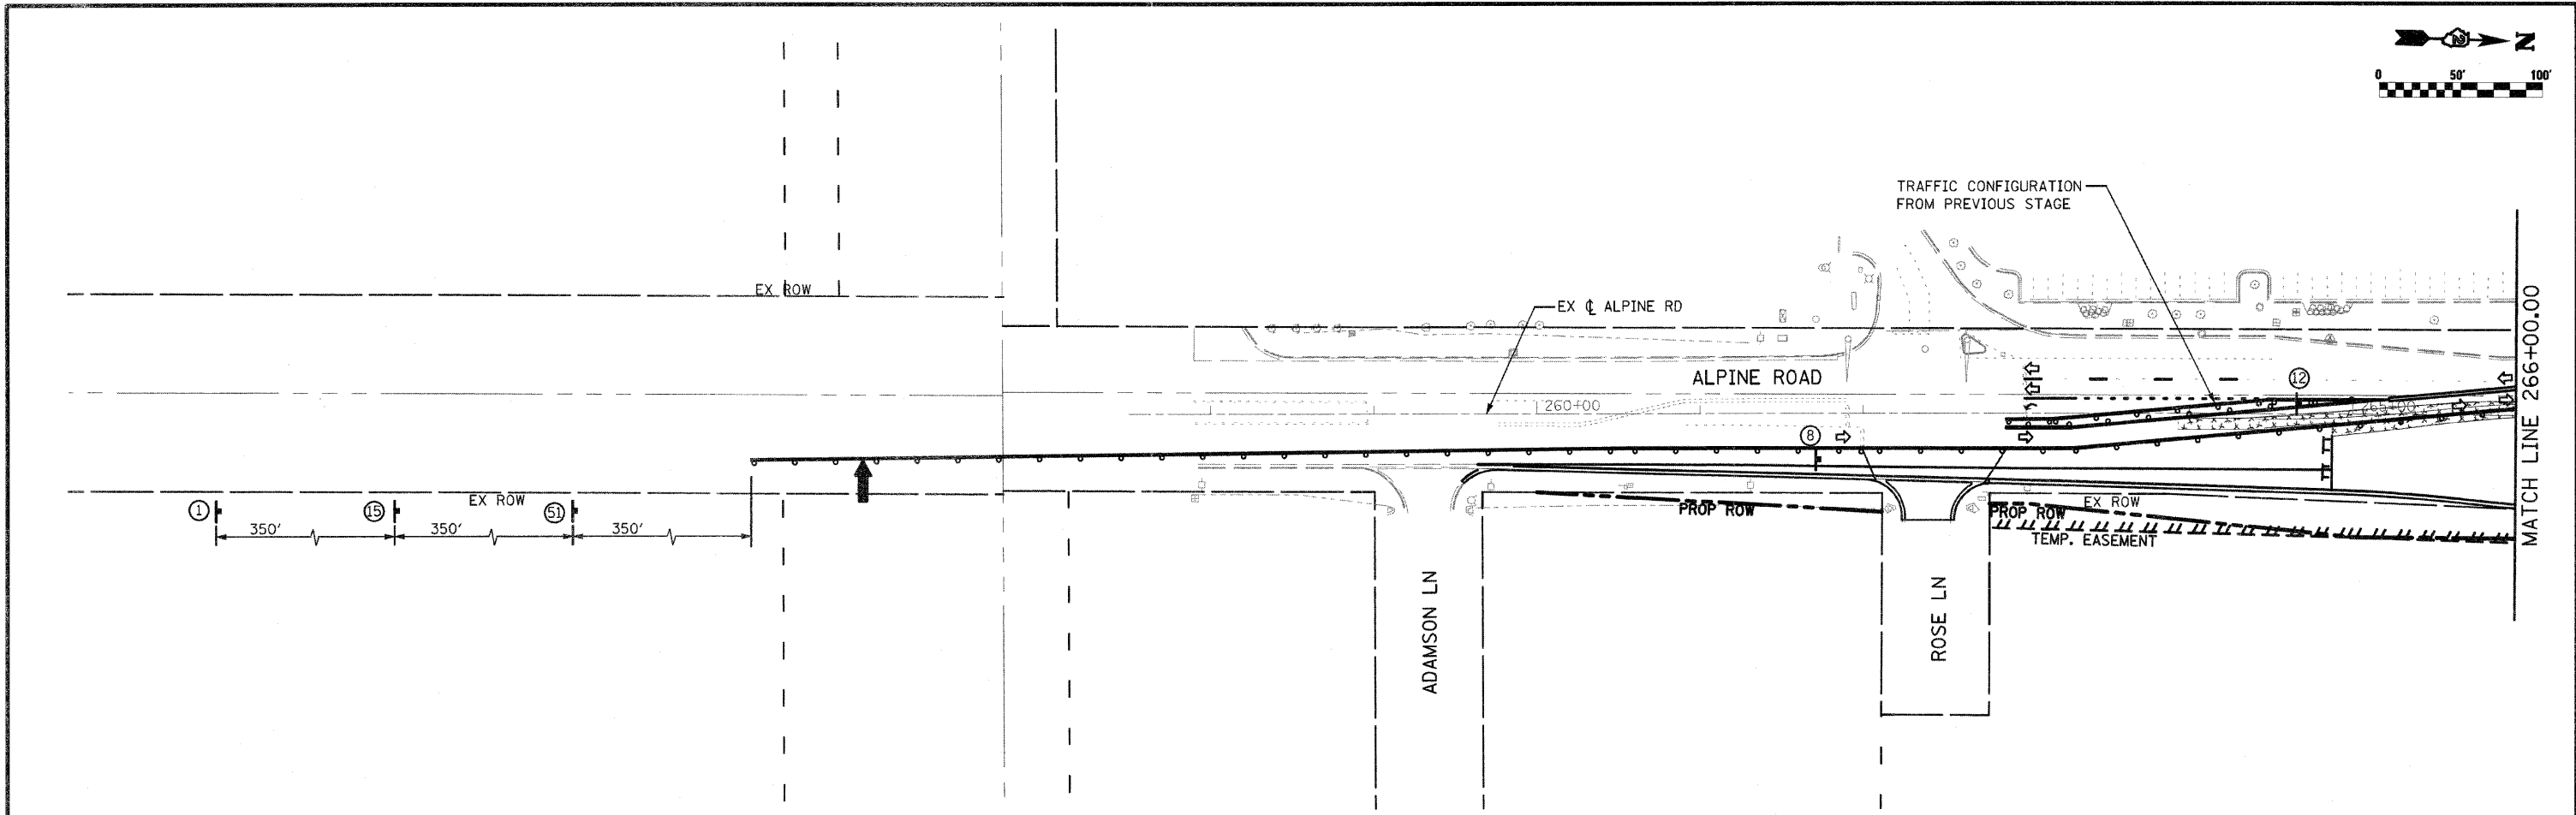 N
0 50' 100'
TRAFFIC CONFIGURATION
FROM PREVIOUS STAGE
EX ROW
EX ℄ ALPINE RD
ALPINE ROAD
260+00
12
265+00
8
MATCH LINE 266+00.00
1
15
EX ROW
51
350'
350'
350'
PROP ROW
PROP ROW
EX ROW
TEMP. EASEMENT
ADAMSON LN
ROSE LN